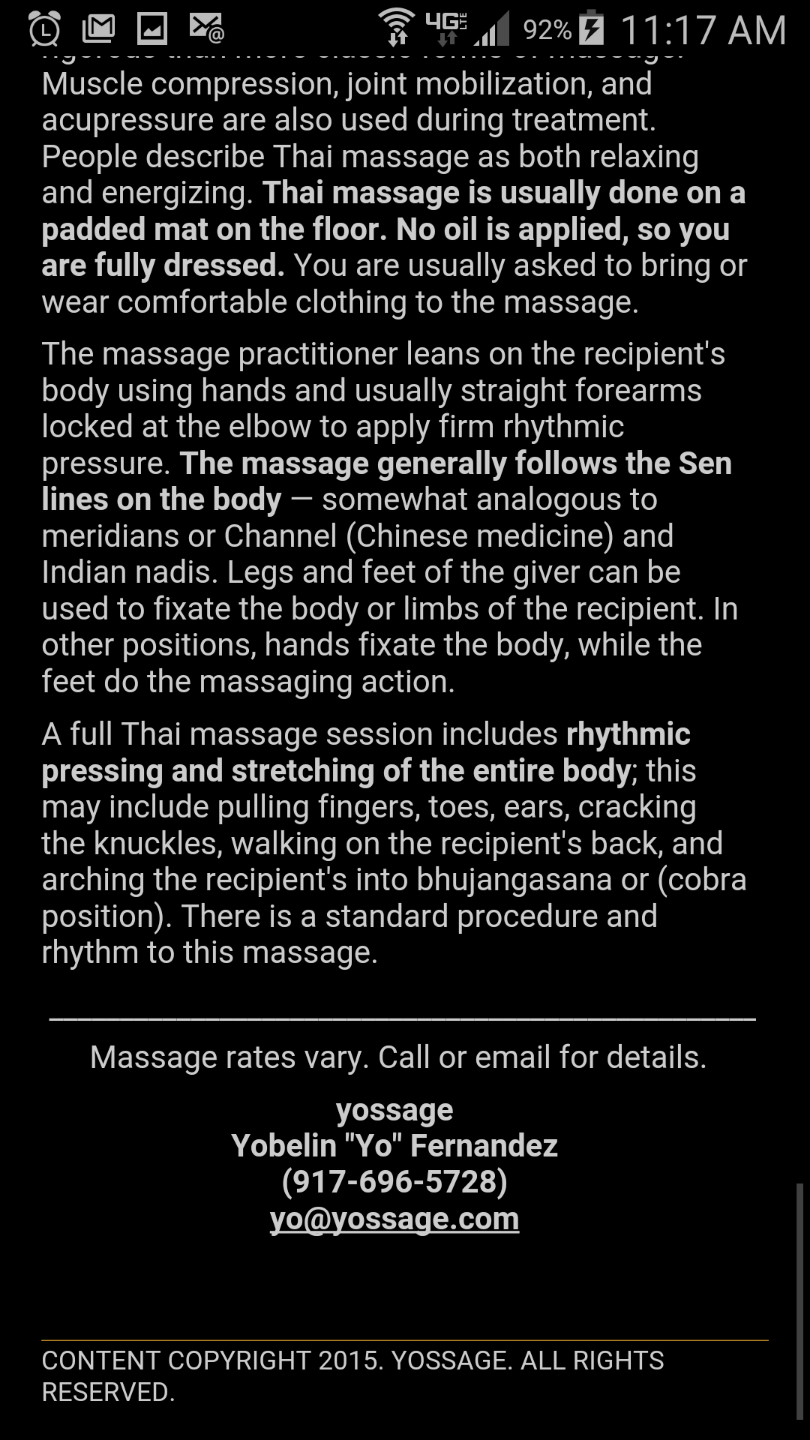 92% 11:17 AM
rigorous than more classic forms of massage.
Muscle compression, joint mobilization, and
acupressure are also used during treatment.
People describe Thai massage as both relaxing
and energizing. Thai massage is usually done on a
padded mat on the floor. No oil is applied, so you
are fully dressed. You are usually asked to bring or
wear comfortable clothing to the massage.
The massage practitioner leans on the recipient's
body using hands and usually straight forearms
locked at the elbow to apply firm rhythmic
pressure. The massage generally follows the Sen
lines on the body — somewhat analogous to
meridians or Channel (Chinese medicine) and
Indian nadis. Legs and feet of the giver can be
used to fixate the body or limbs of the recipient. In
other positions, hands fixate the body, while the
feet do the massaging action.
A full Thai massage session includes rhythmic
pressing and stretching of the entire body; this
may include pulling fingers, toes, ears, cracking
the knuckles, walking on the recipient's back, and
arching the recipient's into bhujangasana or (cobra
position). There is a standard procedure and
rhythm to this massage.
Massage rates vary. Call or email for details.
yossage
Yobelin "Yo" Fernandez
(917-696-5728)
yo@yossage.com
CONTENT COPYRIGHT 2015. YOSSAGE. ALL RIGHTS
RESERVED.